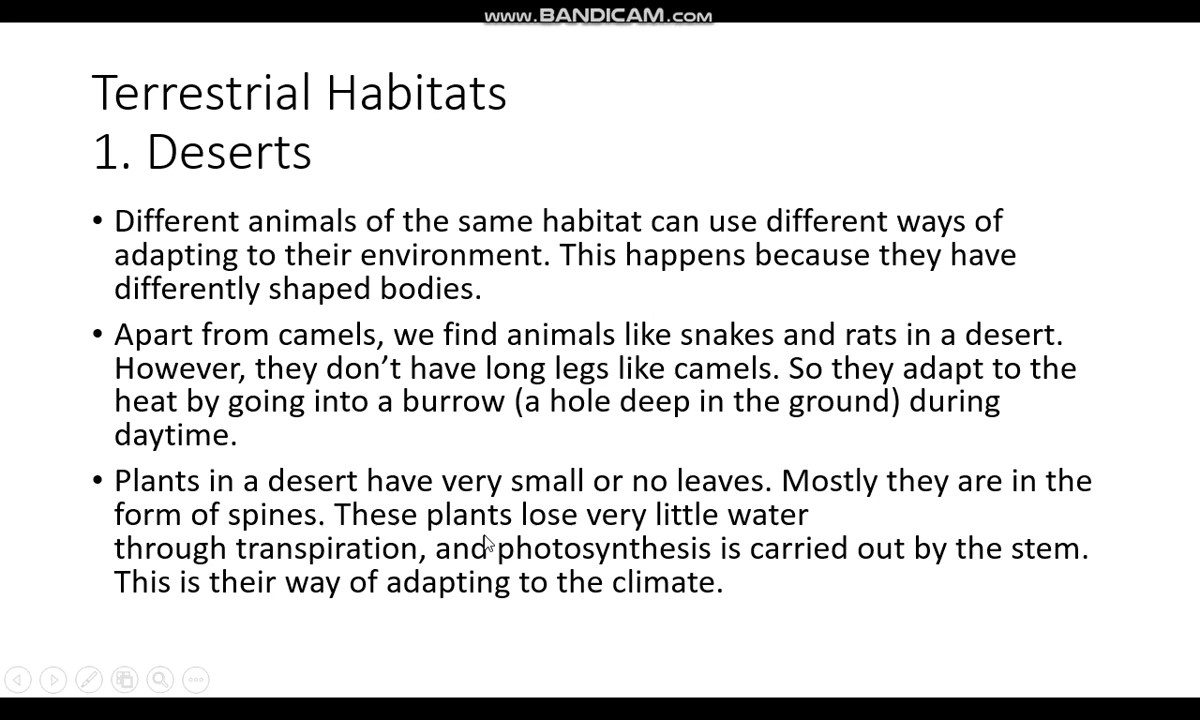 www.BANDICAM.com
Terrestrial Habitats
1. Deserts
• Different animals of the same habitat can use different ways of
adapting to their environment. This happens because they have
differently shaped bodies.
• Apart from camels, we find animals like snakes and rats in a desert.
However, they don’t have long legs like camels. So they adapt to the
heat by going into a burrow (a hole deep in the ground) during
daytime.
• Plants in a desert have very small or no leaves. Mostly they are in the
form of spines. These plants lose very little water
through transpiration, and photosynthesis is carried out by the stem.
This is their way of adapting to the climate.